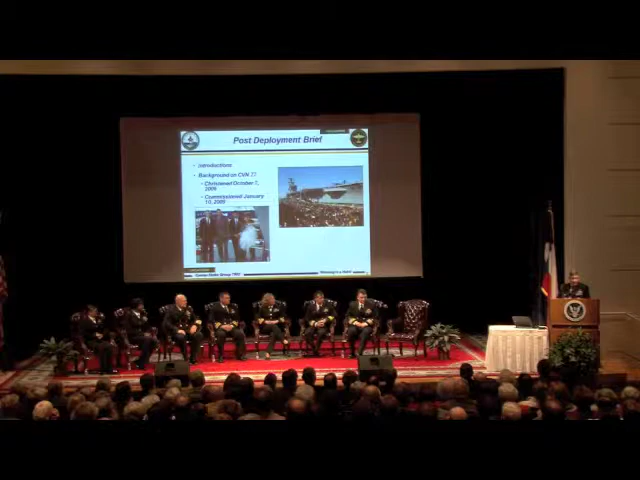 Post Deployment Brief
Introductions
Background on CVN 77
Christened October 7,
2006
Commissioned January
10, 2009